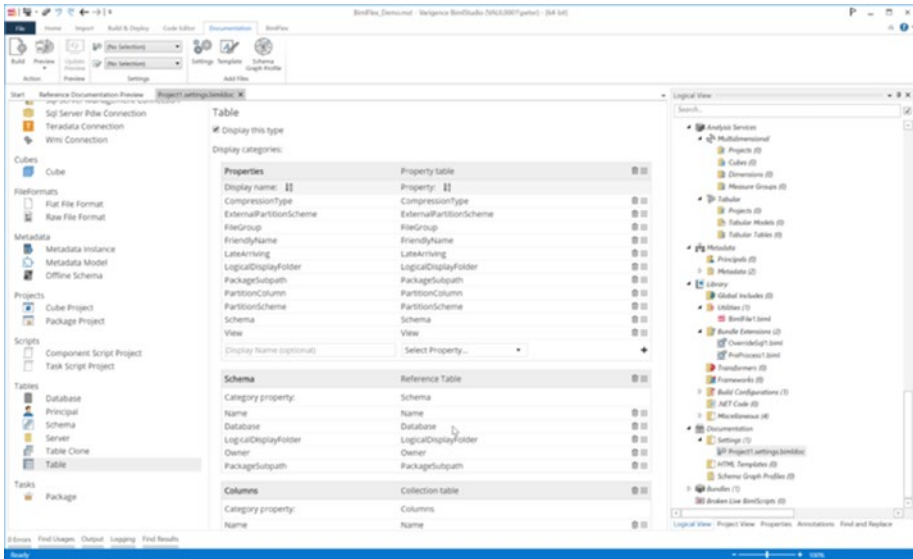 BimlFlex_Demo.mst - Varigence BimlStudio (VAULI0001\peter) - [64 bit]
File Home Import Build & Deploy Code Editor Documentation BimlFlex
(No Selection)
(No Selection)
Build Preview Update Preview Settings Template Schema Graph Profile
Action Preview Settings Add Files
Start Reference Documentation Preview Project1.settings.bimldoc
Sql Server Management Connection
Sql Server Pdw Connection
Teradata Connection
Wmi Connection
Cubes
Cube
FileFormats
Flat File Format
Raw File Format
Metadata
Metadata Instance
Metadata Model
Offline Schema
Projects
Cube Project
Package Project
Scripts
Component Script Project
Task Script Project
Tables
Database
Principal
Schema
Server
Table Clone
Table
Tasks
Package
Table
Display this type
Display categories:
Properties Property table
Display name: Property:
CompressionType CompressionType
ExternalPartitionScheme ExternalPartitionScheme
FileGroup FileGroup
FriendlyName FriendlyName
LateArriving LateArriving
LogicalDisplayFolder LogicalDisplayFolder
PackageSubpath PackageSubpath
PartitionColumn PartitionColumn
PartitionScheme PartitionScheme
Schema Schema
View View
Display Name (optional) Select Property...
Schema Reference Table
Category property: Schema
Name Name
Database Database
LogicalDisplayFolder LogicalDisplayFolder
Owner Owner
PackageSubpath PackageSubpath
Columns Collection table
Category property: Columns
Name Name
Logical View
Search...
Analysis Services
Multidimensional
Projects (0)
Cubes (0)
Dimensions (0)
Measure Groups (0)
Tabular
Projects (0)
Tabular Models (0)
Tabular Tables (0)
Metadata
Principals (0)
Metadata (2)
Library
Global Includes (0)
Utilities (1)
BimlFile1.biml
Bundle Extensions (2)
OverrideSql1.biml
PreProcess1.biml
Transformers (0)
Frameworks (0)
Build Configurations (1)
.NET Code (0)
Miscellaneous (4)
Documentation
Settings (1)
Project1.settings.bimldoc
HTML Templates (0)
Schema Graph Profiles (0)
Bundles (1)
Broken Live BimlScripts (0)
Logical View Project View Properties Annotations Find and Replace
0 Errors Find Usages Output Logging Find Results
Ready 100%